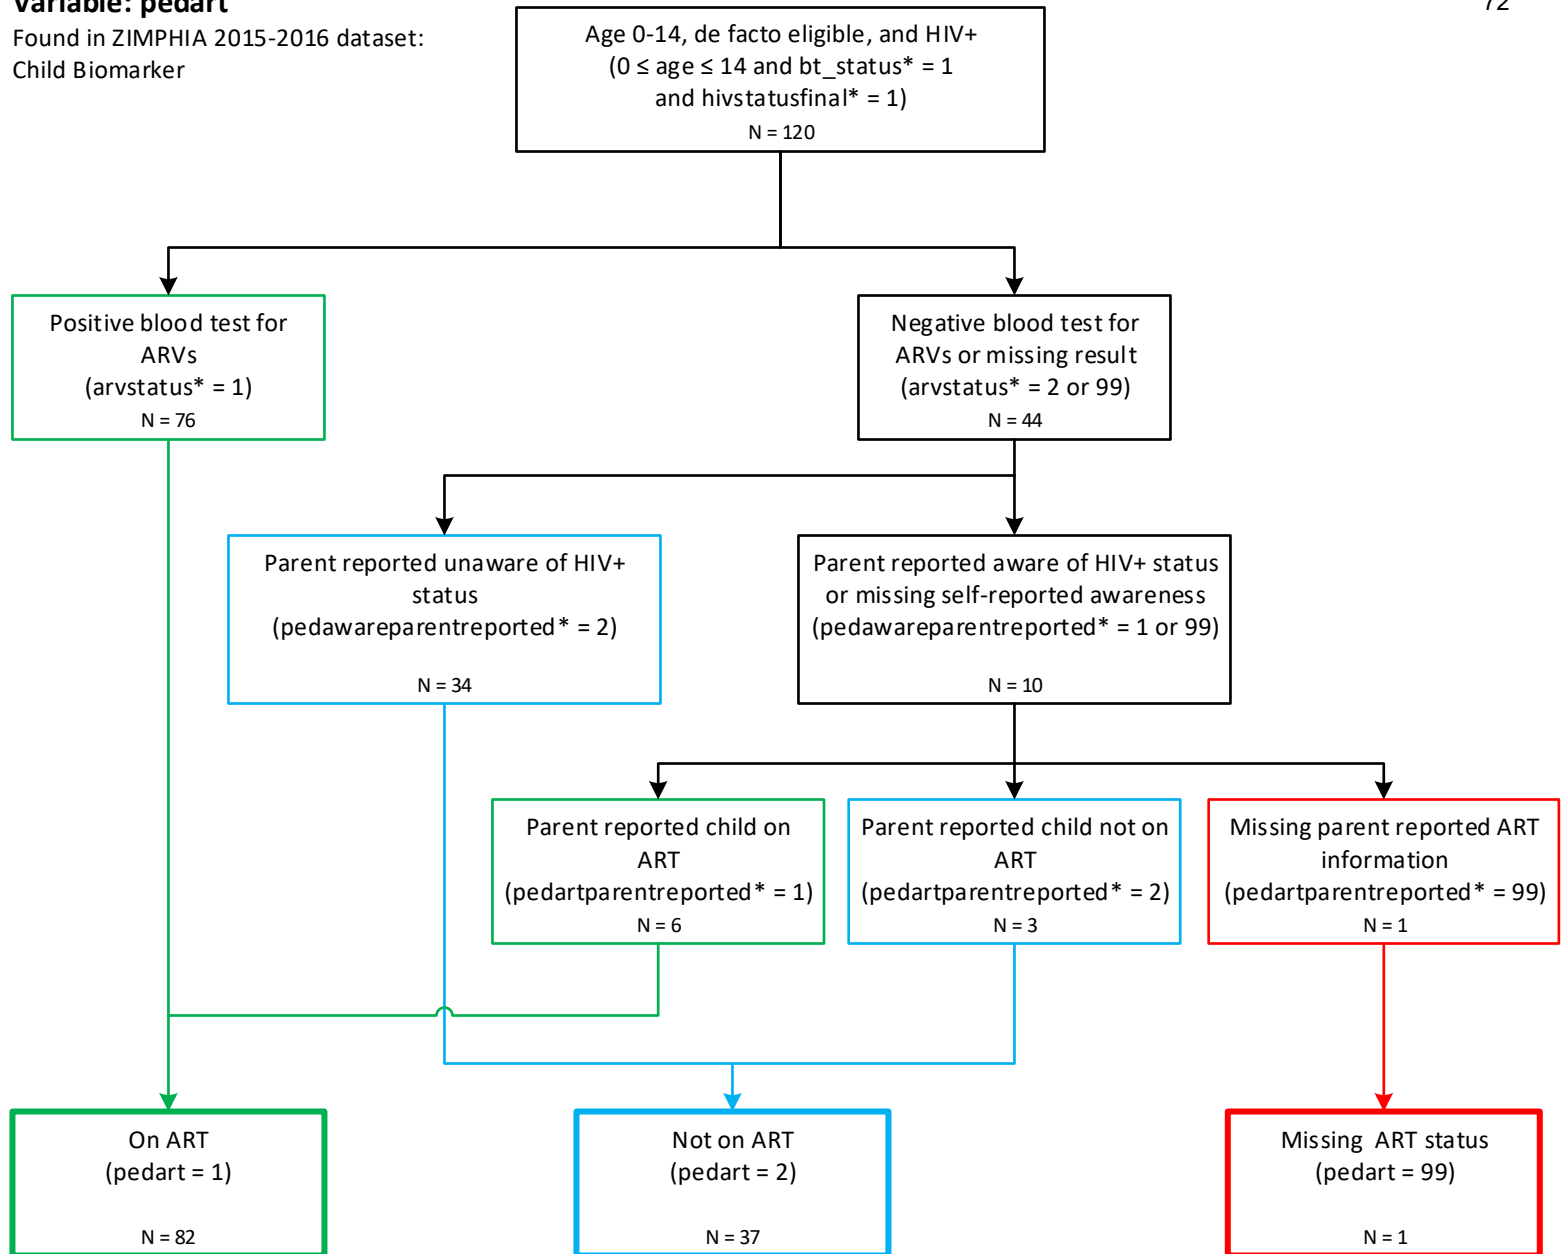 Variable: pedart
72
Found in ZIMPHIA 2015-2016 dataset:
Child Biomarker
Age 0-14, de facto eligible, and HIV+
(0 ≤ age ≤ 14 and bt_status* = 1
and hivstatusfinal* = 1)
N = 120
Positive blood test for
ARVs
(arvstatus* = 1)
N = 76
Negative blood test for
ARVs or missing result
(arvstatus* = 2 or 99)
N = 44
Parent reported unaware of HIV+
status
(pedawareparentreported* = 2)
N = 34
Parent reported aware of HIV+ status
or missing self-reported awareness
(pedawareparentreported* = 1 or 99)
N = 10
Parent reported child on
ART
(pedartparentreported* = 1)
N = 6
Parent reported child not on
ART
(pedartparentreported* = 2)
N = 3
Missing parent reported ART
information
(pedartparentreported* = 99)
N = 1
On ART
(pedart = 1)
N = 82
Not on ART
(pedart = 2)
N = 37
Missing ART status
(pedart = 99)
N = 1